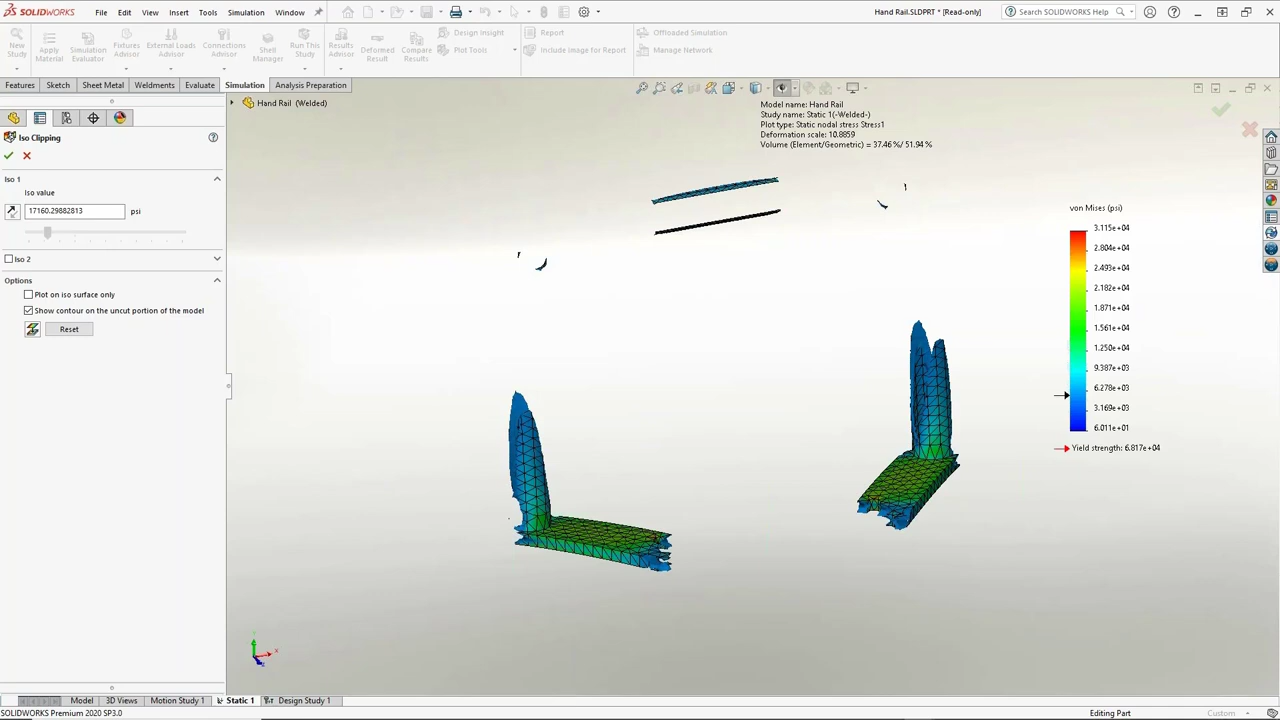 SOLIDWORKS File Edit View Insert Tools Simulation Window
Hand Rail.SLDPRT * [Read-only]
Search SOLIDWORKS Help
New Study
Apply Material
Simulation Evaluator
Fixtures Advisor
External Loads Advisor
Connections Advisor
Shell Manager
Run This Study
Results Advisor
Deformed Result
Compare Results
Design Insight
Plot Tools
Report
Include Image for Report
Offloaded Simulation
Manage Network
Features Sketch Sheet Metal Weldments Evaluate Simulation Analysis Preparation
Hand Rail (Welded)
Iso Clipping
Iso 1
Iso value
17160.29882813 psi
Iso 2
Options
Plot on iso surface only
Show contour on the uncut portion of the model
Reset
Model name: Hand Rail
Study name: Static 1(-Welded-)
Plot type: Static nodal stress Stress1
Deformation scale: 10.8859
Volume (Element/Geometric) = 37.46 %/ 51.94 %
von Mises (psi)
3.115e+04
2.804e+04
2.493e+04
2.182e+04
1.871e+04
1.561e+04
1.250e+04
9.387e+03
6.278e+03
3.169e+03
6.011e+01
Yield strength: 6.817e+04
Y
X
Model 3D Views Motion Study 1 Static 1 Design Study 1
SOLIDWORKS Premium 2020 SP3.0
Editing Part
Custom